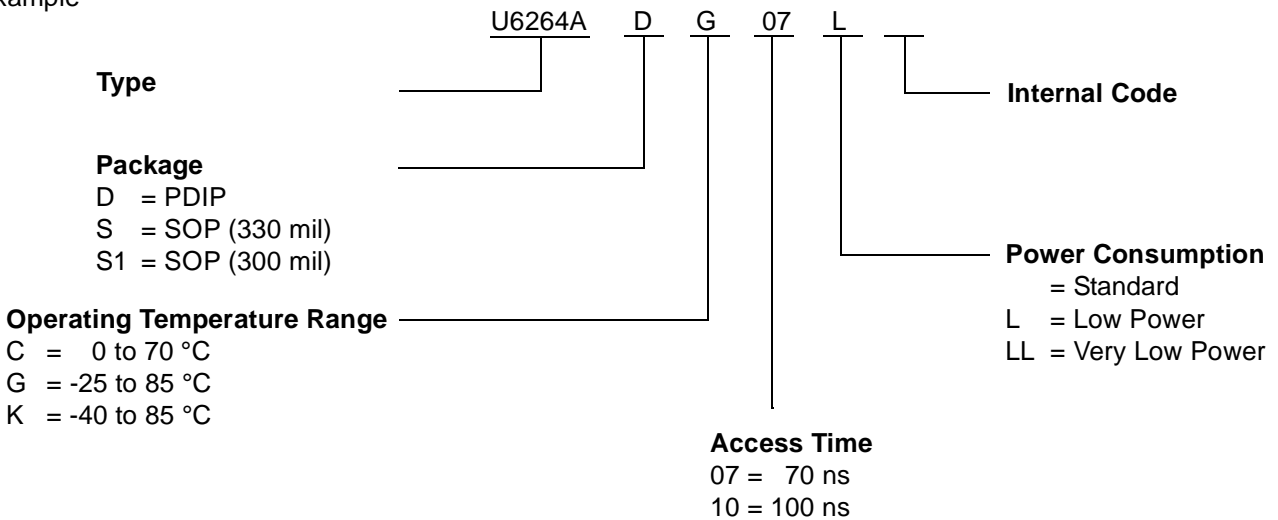 U6264A D G 07 L
Type
Internal Code
Package
D = PDIP
S = SOP (330 mil)
S1 = SOP (300 mil)
Power Consumption
= Standard
L = Low Power
LL = Very Low Power
Operating Temperature Range
C = 0 to 70 °C
G = -25 to 85 °C
K = -40 to 85 °C
Access Time
07 = 70 ns
10 = 100 ns